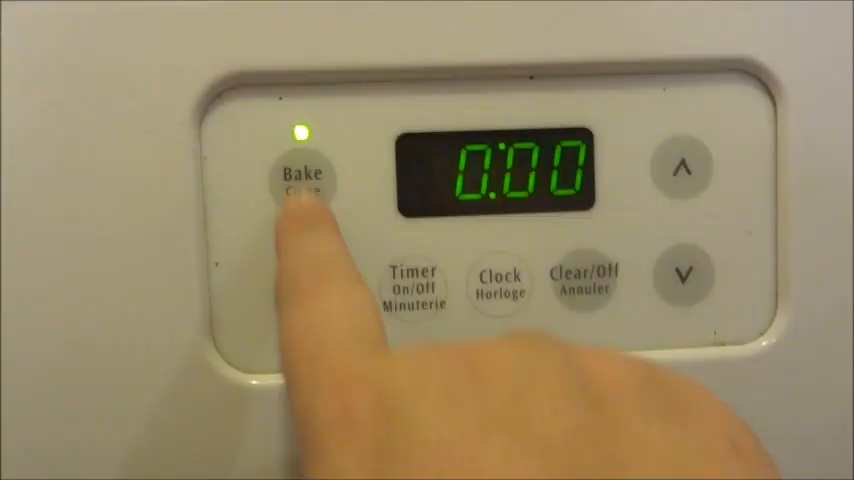 Bake
0:00
Timer
On/Off
Minuterie
Clock
Horloge
Clear/Off
Annuler